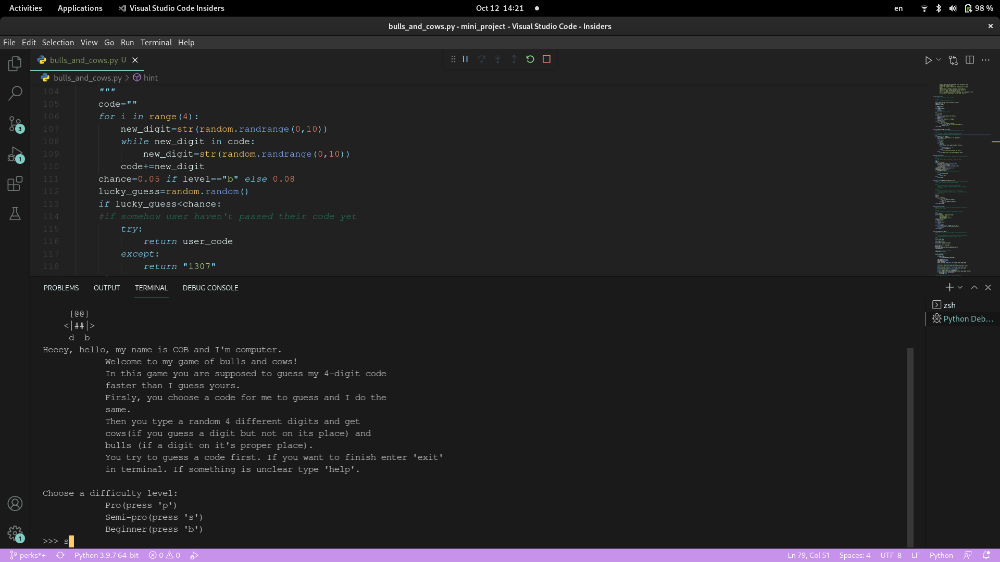 Activities Applications Visual Studio Code Insiders Oct 12 14:21 en 98 %
bulls_and_cows.py - mini_project - Visual Studio Code - Insiders
File Edit Selection View Go Run Terminal Help
bulls_and_cows.py U
bulls_and_cows.py > hint
104 """
105 code=""
106 for i in range(4):
107 new_digit=str(random.randrange(0,10))
108 while new_digit in code:
109 new_digit=str(random.randrange(0,10))
110 code+=new_digit
111 chance=0.05 if level=="b" else 0.08
112 lucky_guess=random.random()
113 if lucky_guess<chance:
114 #if somehow user haven't passed their code yet
115 try:
116 return user_code
117 except:
118 return "1307"
PROBLEMS OUTPUT TERMINAL DEBUG CONSOLE
zsh
Python Deb...
[@@]
<|##|>
d b
Heeey, hello, my name is COB and I'm computer.
Welcome to my game of bulls and cows!
In this game you are supposed to guess my 4-digit code
faster than I guess yours.
Firsly, you choose a code for me to guess and I do the
same.
Then you type a random 4 different digits and get
cows(if you guess a digit but not on its place) and
bulls (if a digit on it's proper place).
You try to guess a code first. If you want to finish enter 'exit'
in terminal. If something is unclear type 'help'.
Choose a difficulty level:
Pro(press 'p')
Semi-pro(press 's')
Beginner(press 'b')
>>> s
3
1
1
perks*+ Python 3.9.7 64-bit 0 0 Ln 79, Col 51 Spaces: 4 UTF-8 LF Python